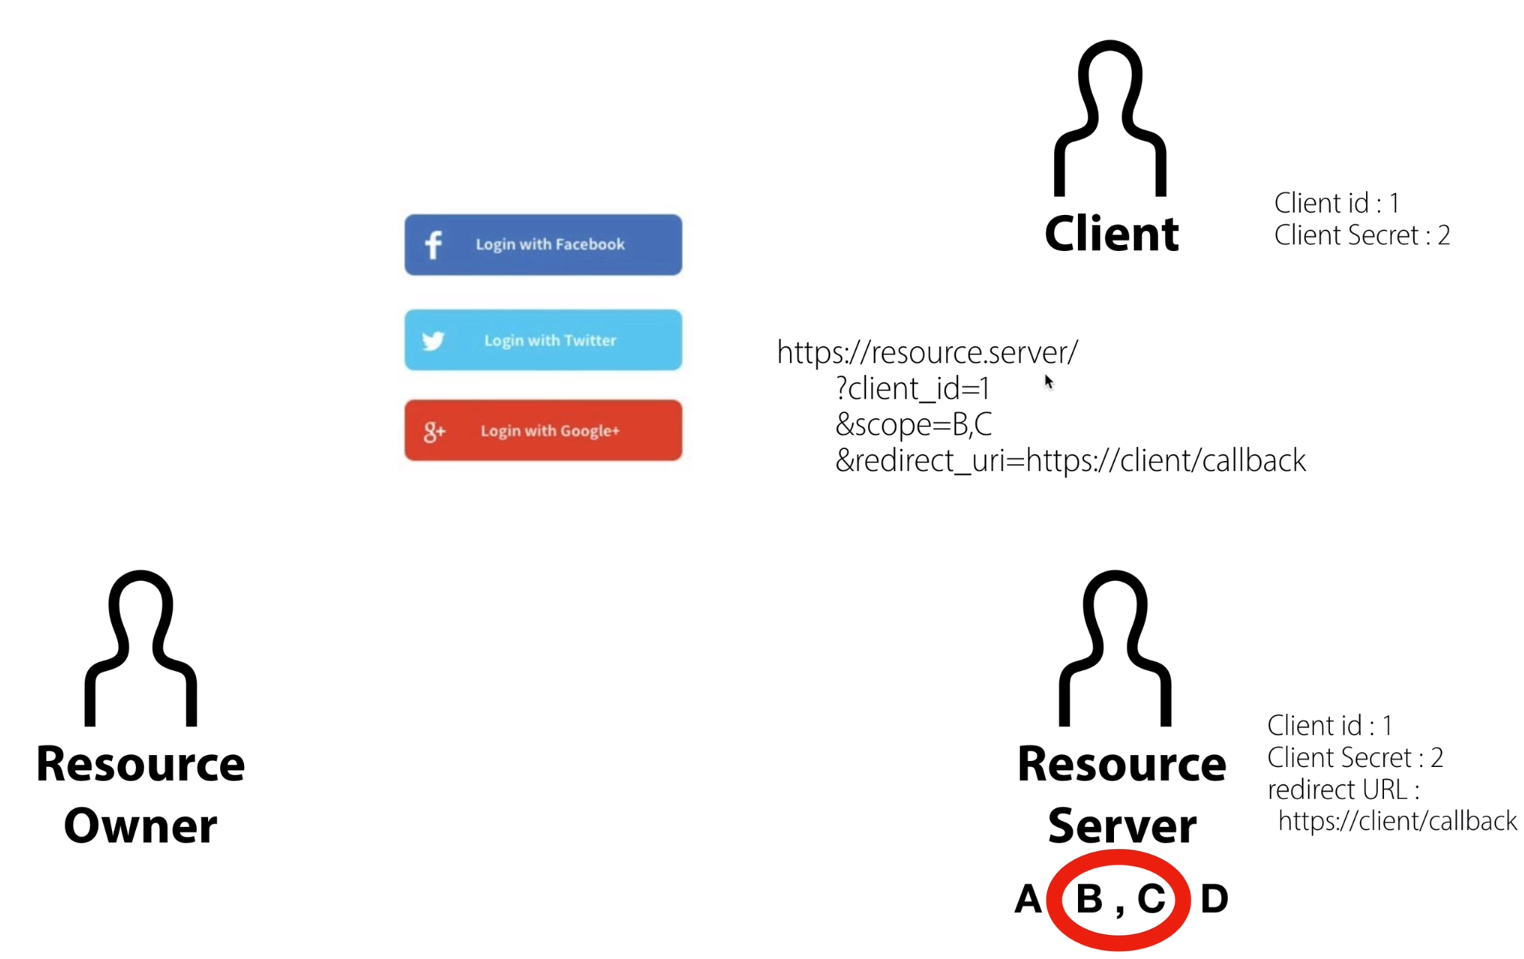 Client
Client id : 1
Client Secret : 2
f
Login with Facebook
Login with Twitter
g+
Login with Google+
https://resource.server/
?client_id=1
&scope=B,C
&redirect_uri=https://client/callback
Resource
Owner
Resource
Server
A B , C D
Client id : 1
Client Secret : 2
redirect URL :
https://client/callback